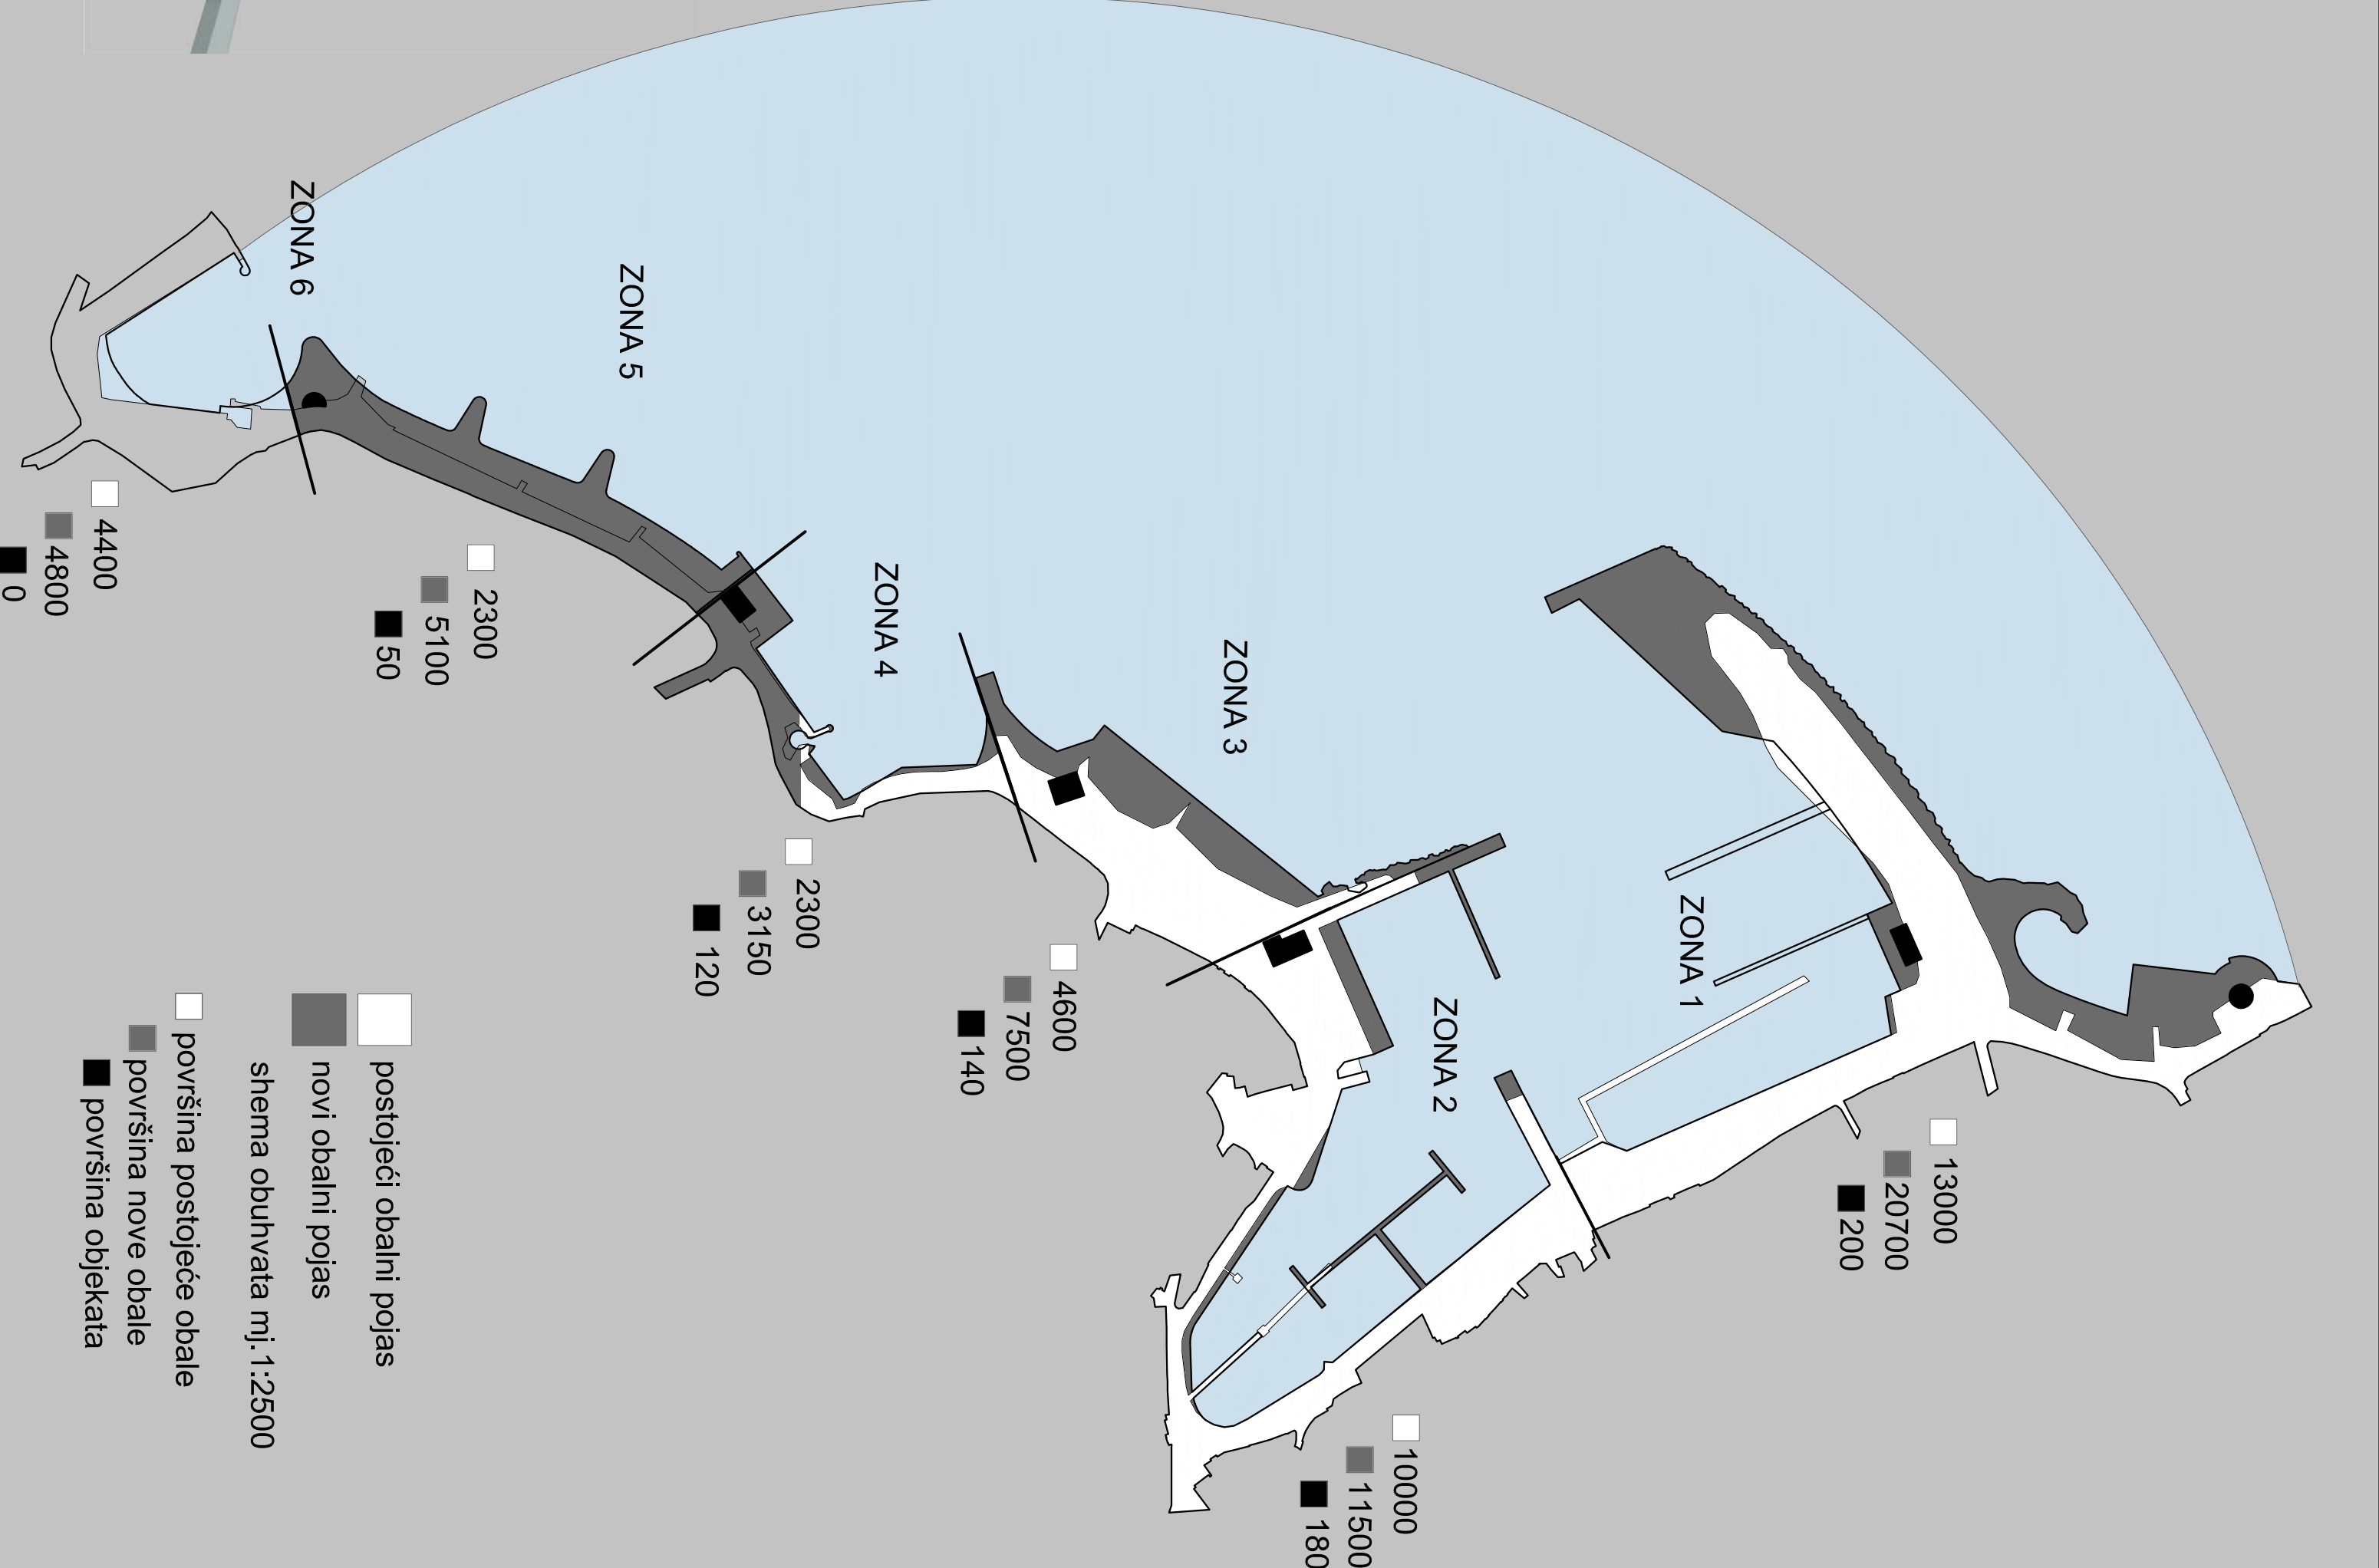 ZONA 1
13000
20700
200
ZONA 2
10000
11500
180
ZONA 3
4600
7500
140
ZONA 4
2300
3150
120
ZONA 5
2300
5100
50
ZONA 6
4400
4800
0
postojeći obalni pojas
novi obalni pojas
shema obuhvata mj.1:2500
površina postojeće obale
površina nove obale
površina objekata